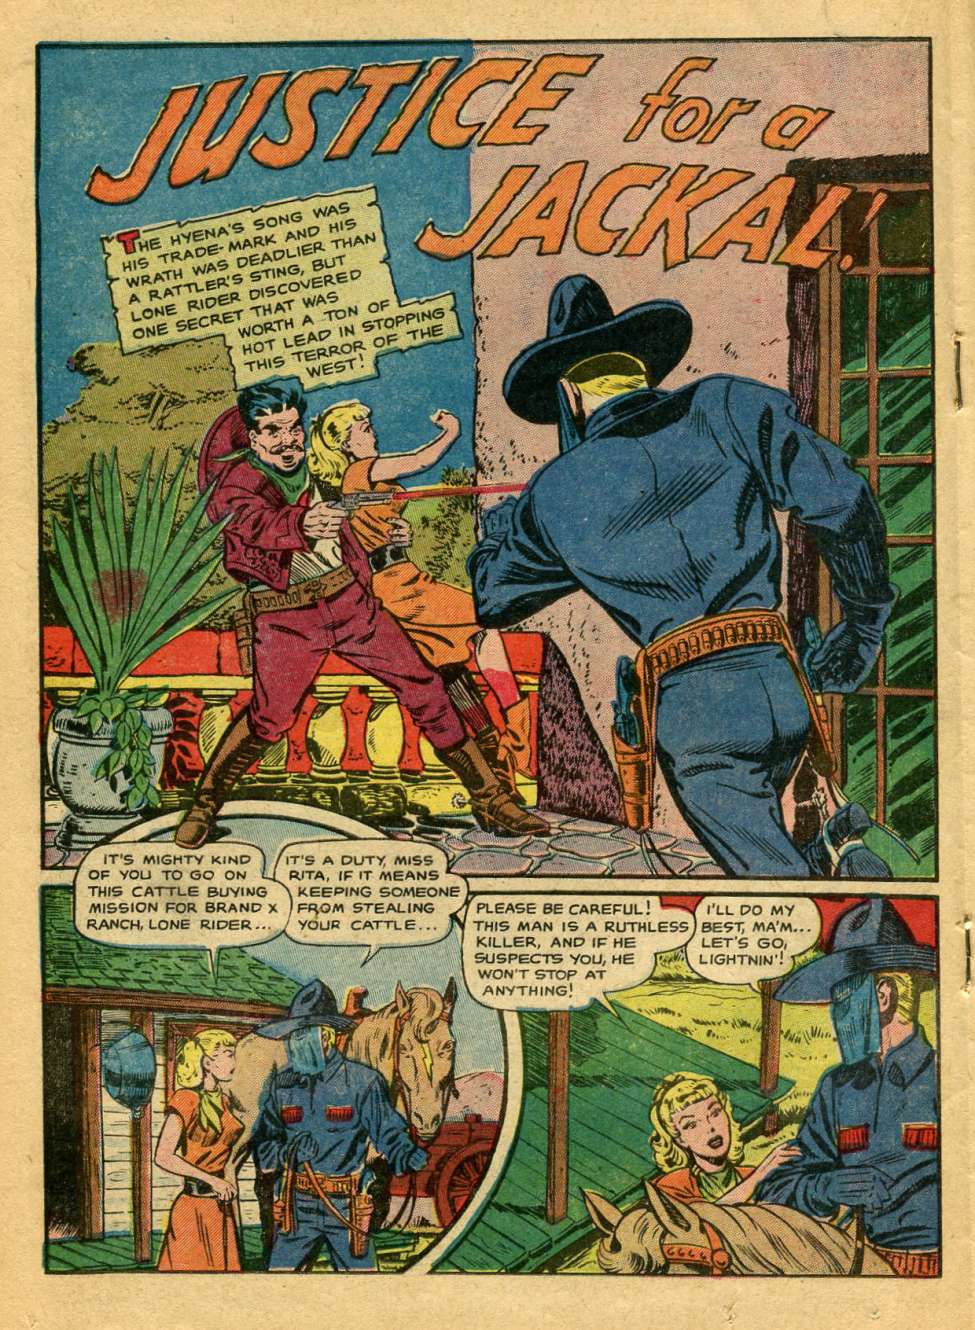 JUSTICE for a
JACKAL!
THE HYENA'S SONG WAS
HIS TRADE-MARK AND HIS
WRATH WAS DEADLIER THAN
A RATTLER'S STING, BUT
LONE RIDER DISCOVERED
ONE SECRET THAT WAS
WORTH A TON OF
HOT LEAD IN STOPPING
THIS TERROR OF THE
WEST!
IT'S MIGHTY KIND
OF YOU TO GO ON
THIS CATTLE BUYING
MISSION FOR BRAND X
RANCH, LONE RIDER...
IT'S A DUTY, MISS
RITA, IF IT MEANS
KEEPING SOMEONE
FROM STEALING
YOUR CATTLE...
PLEASE BE CAREFUL!
THIS MAN IS A RUTHLESS
KILLER, AND IF HE
SUSPECTS YOU, HE
WON'T STOP AT
ANYTHING!
I'LL DO MY
BEST, MA'M...
LET'S GO,
LIGHTNIN'!